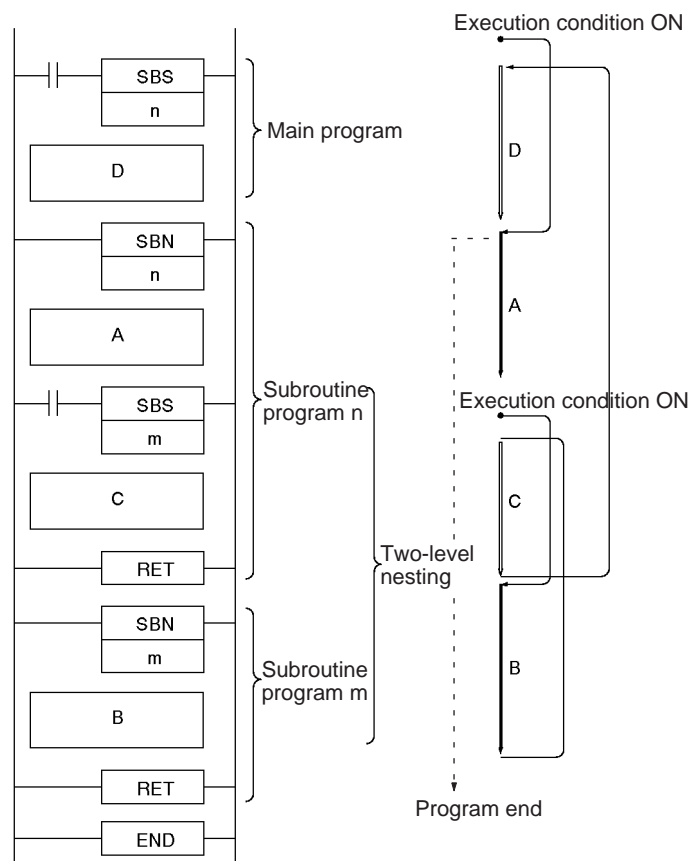 Execution condition ON
SBS
n
Main program
D
D
SBN
n
A
A
Subroutine
program n
Execution condition ON
SBS
m
C
C
Two-level
nesting
RET
SBN
m
Subroutine
program m
B
B
RET
Program end
END